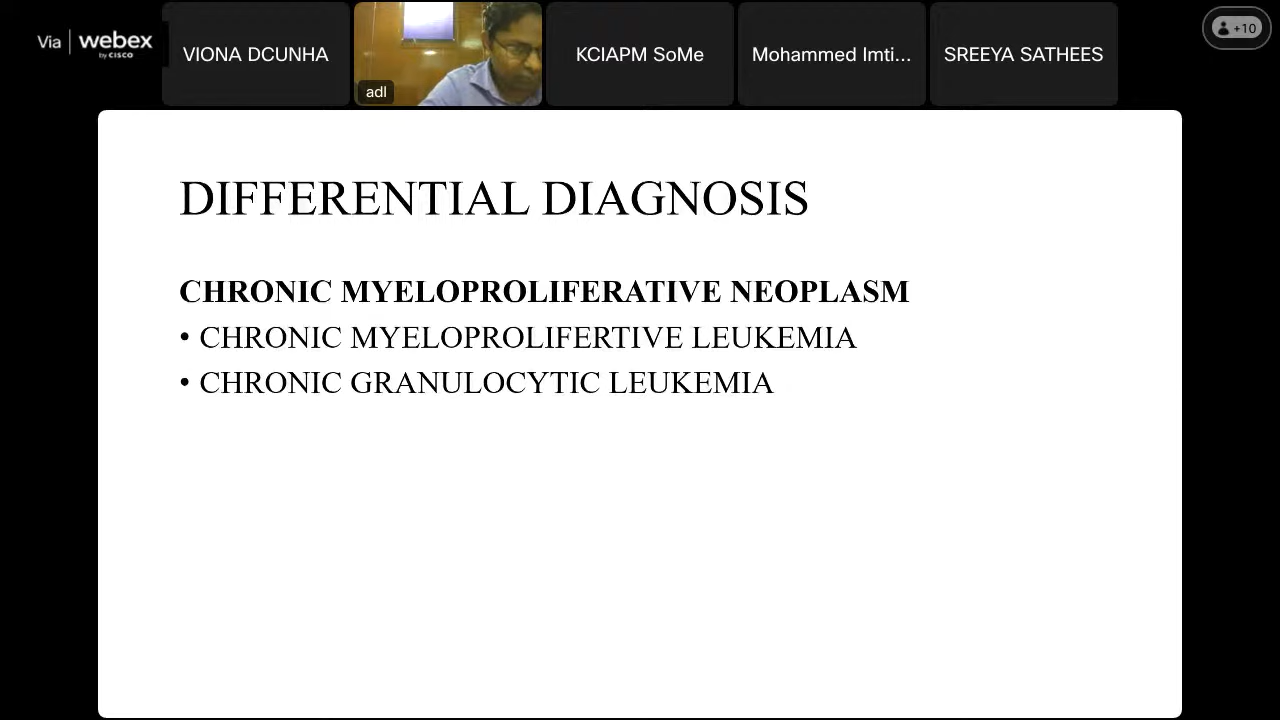 Via webex
by CISCO
VIONA DCUNHA
adl
KCIAPM SoMe
Mohammed Imti...
SREEYA SATHEES
+10
DIFFERENTIAL DIAGNOSIS
CHRONIC MYELOPROLIFERATIVE NEOPLASM
• CHRONIC MYELOPROLIFERTIVE LEUKEMIA
• CHRONIC GRANULOCYTIC LEUKEMIA